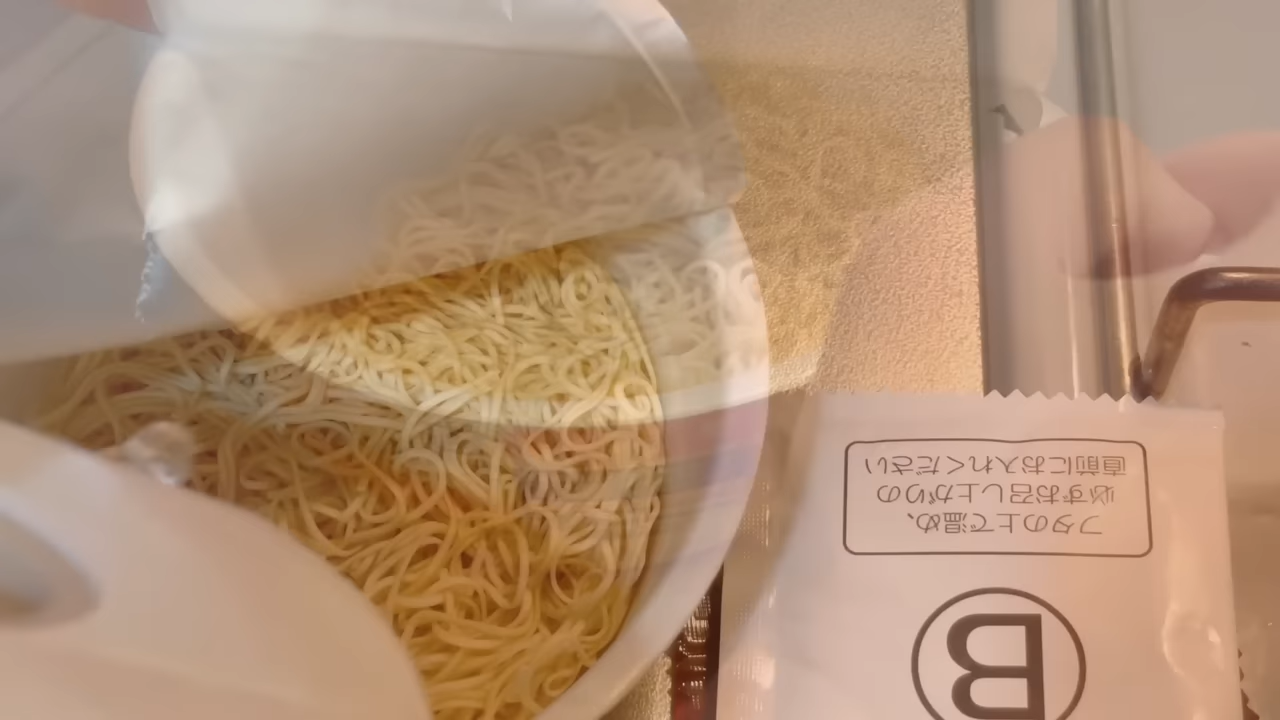 フタの上で温め、
必ずお召し上がりの
直前にお入れください
B